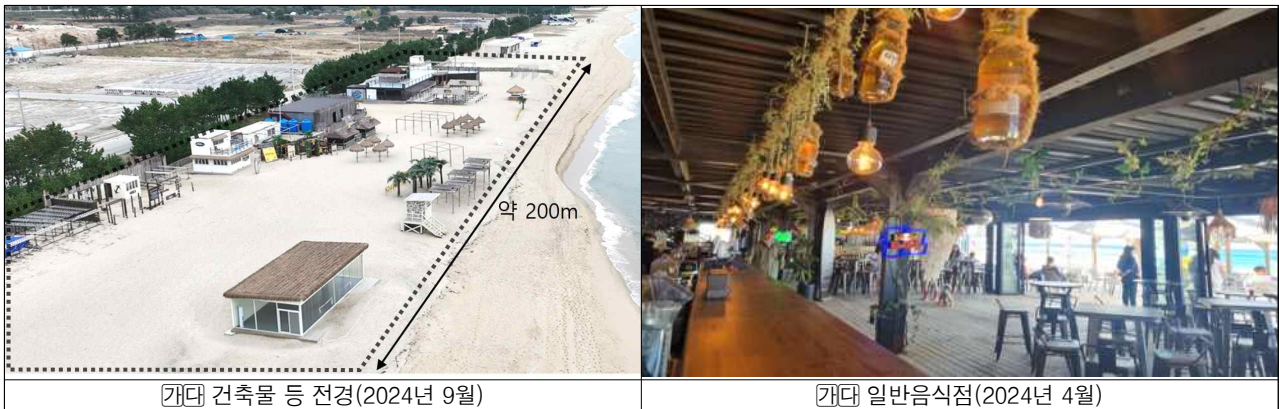 약 200m
가다 건축물 등 전경(2024년 9월)
가다 일반음식점(2024년 4월)